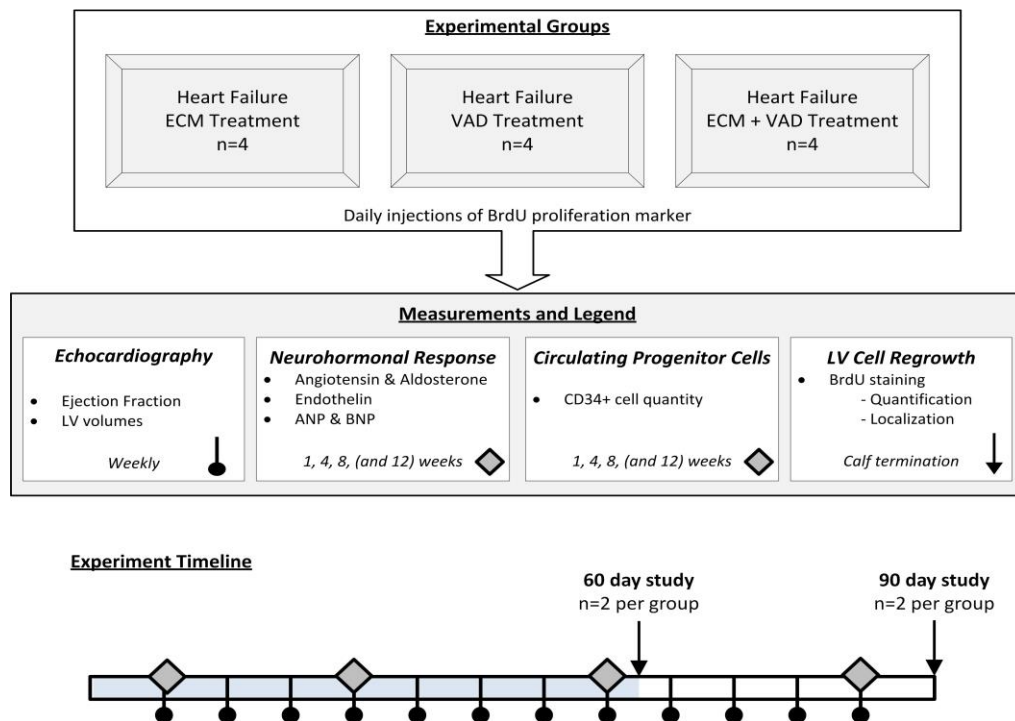 Experimental Groups
Heart Failure
ECM Treatment
n=4
Heart Failure
VAD Treatment
n=4
Heart Failure
ECM + VAD Treatment
n=4
Daily injections of BrdU proliferation marker
Measurements and Legend
Echocardiography
• Ejection Fraction
• LV volumes
Weekly
Neurohormonal Response
• Angiotensin & Aldosterone
• Endothelin
• ANP & BNP
1, 4, 8, (and 12) weeks
Circulating Progenitor Cells
• CD34+ cell quantity
1, 4, 8, (and 12) weeks
LV Cell Regrowth
• BrdU staining
- Quantification
- Localization
Calf termination
Experiment Timeline
60 day study
n=2 per group
90 day study
n=2 per group